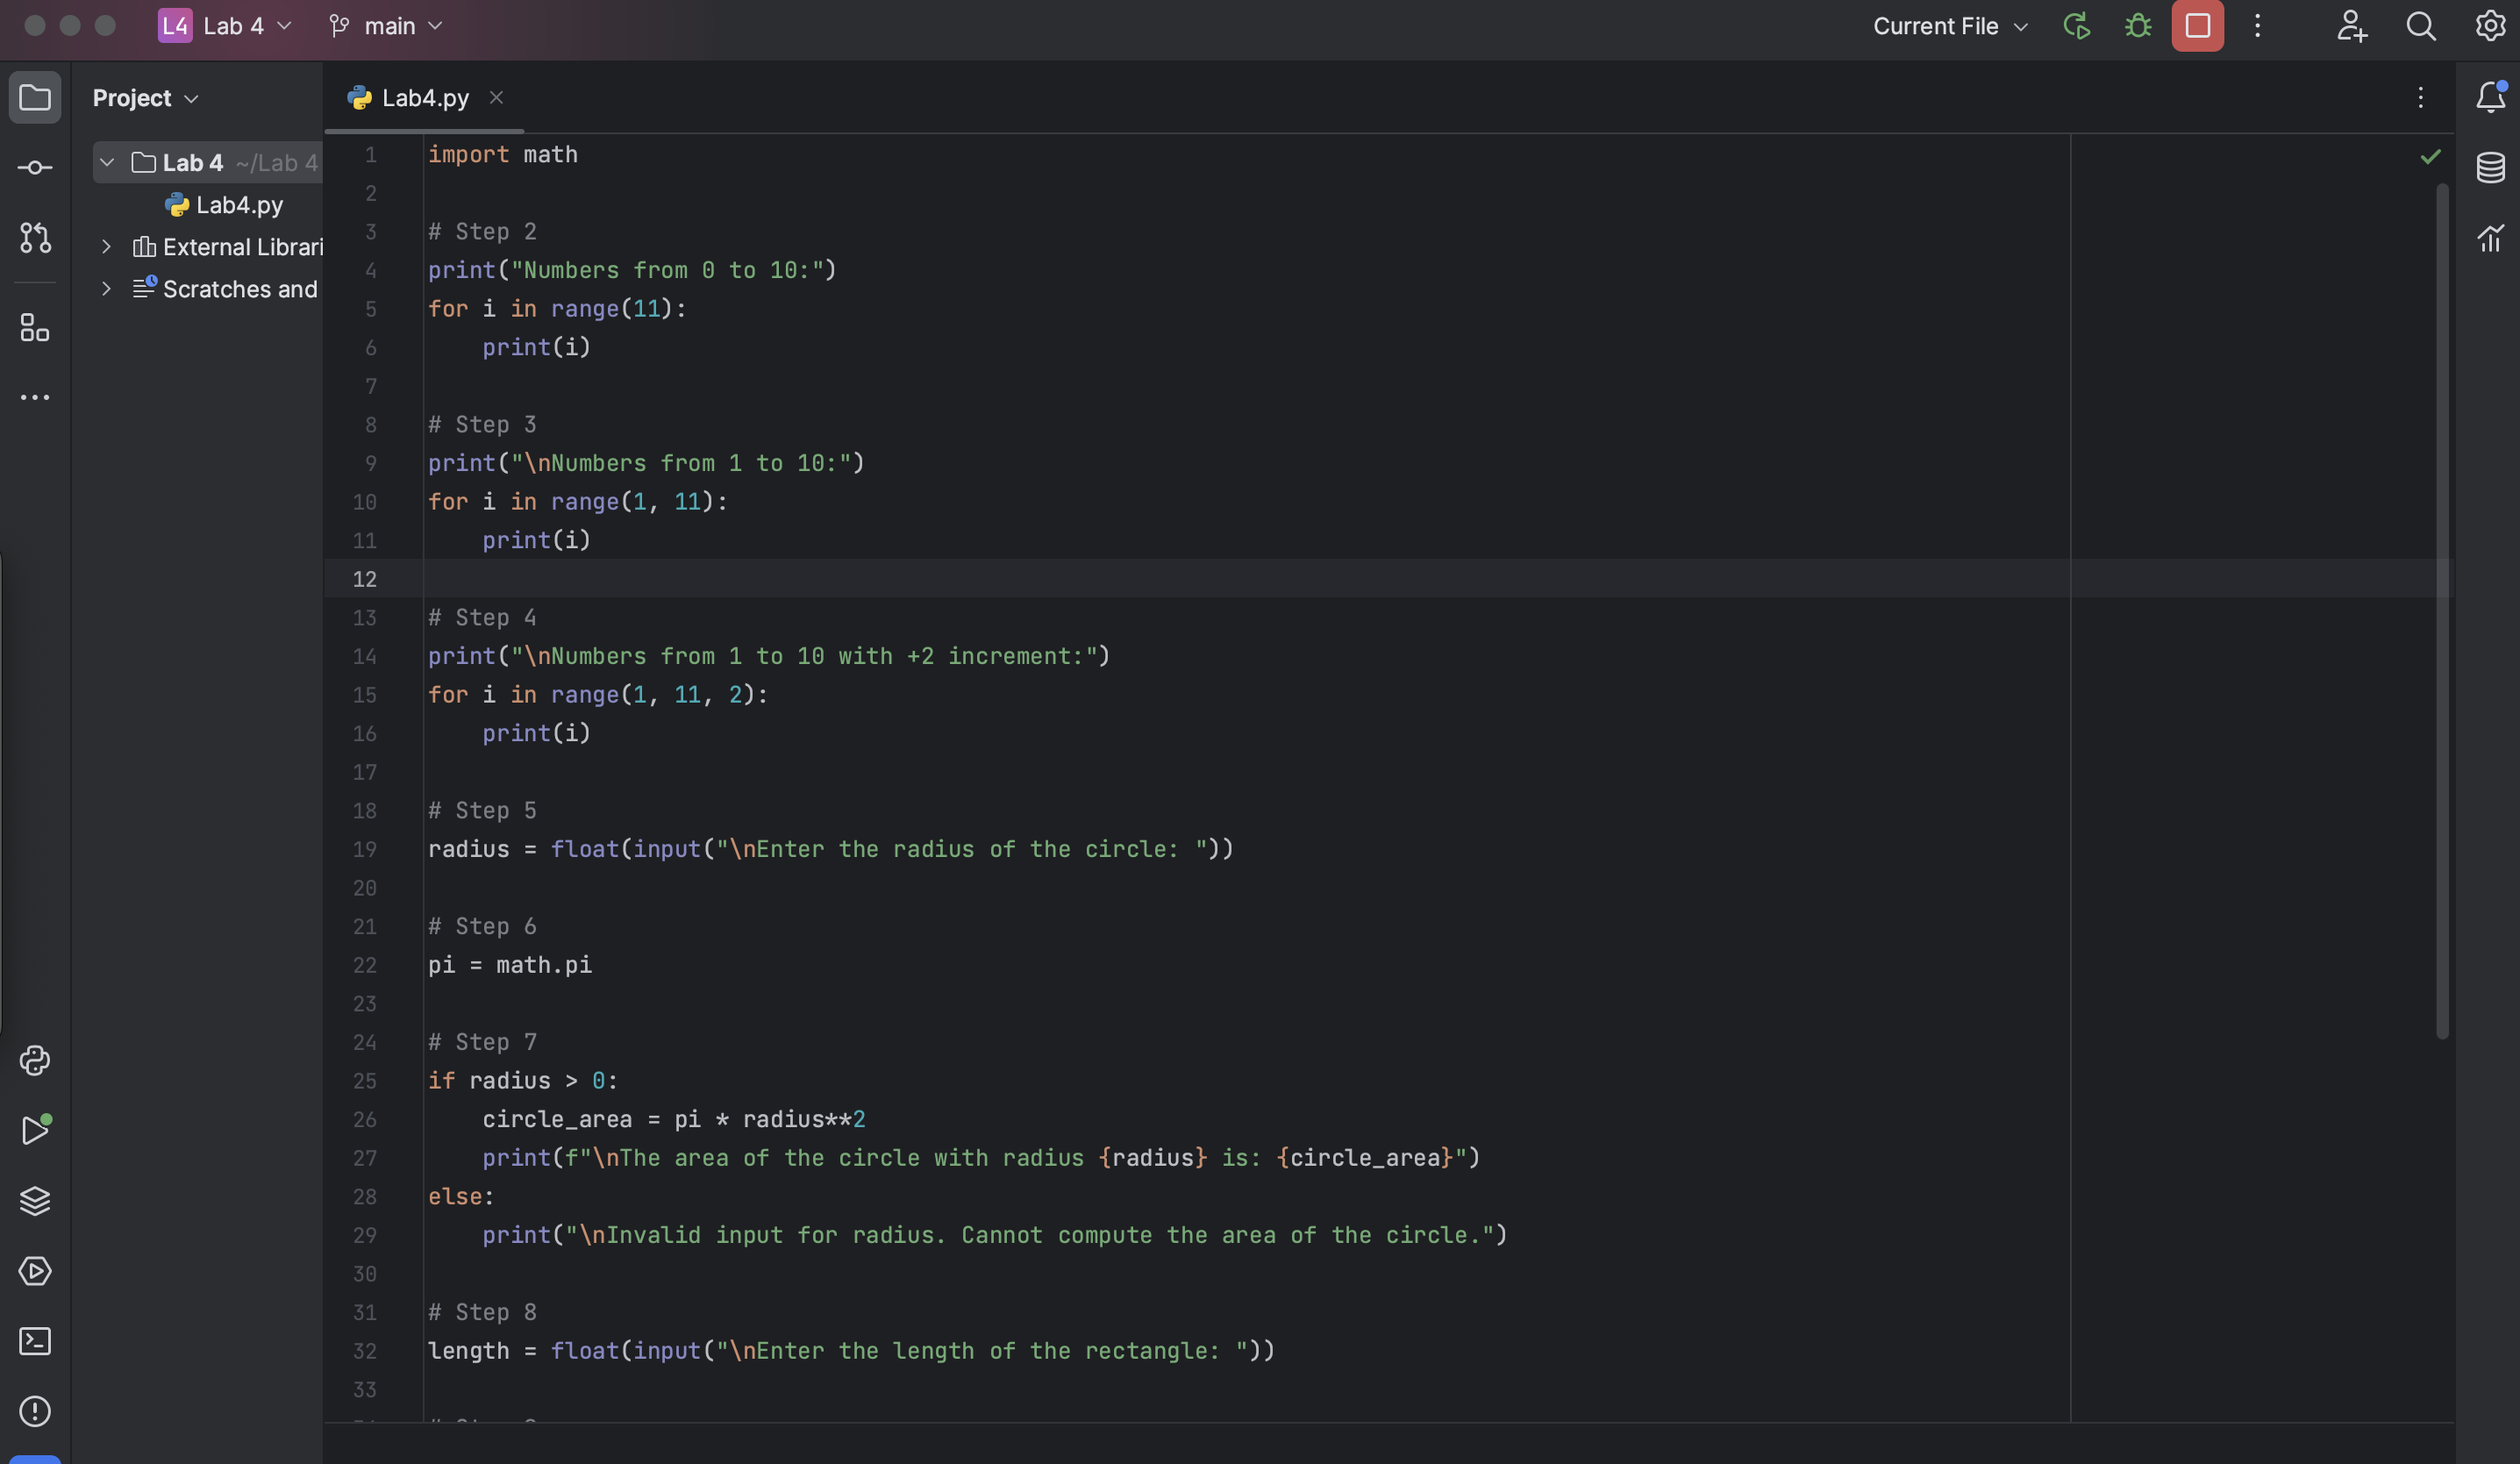 L4 Lab 4 main Current File
Project
Lab4.py
Lab 4 ~/Lab 4
Lab4.py
External Librari
Scratches and
1 import math
2
3 # Step 2
4 print("Numbers from 0 to 10:")
5 for i in range(11):
6     print(i)
7
8 # Step 3
9 print("\nNumbers from 1 to 10:")
10 for i in range(1, 11):
11     print(i)
12
13 # Step 4
14 print("\nNumbers from 1 to 10 with +2 increment:")
15 for i in range(1, 11, 2):
16     print(i)
17
18 # Step 5
19 radius = float(input("\nEnter the radius of the circle: "))
20
21 # Step 6
22 pi = math.pi
23
24 # Step 7
25 if radius > 0:
26     circle_area = pi * radius**2
27     print(f"\nThe area of the circle with radius {radius} is: {circle_area}")
28 else:
29     print("\nInvalid input for radius. Cannot compute the area of the circle.")
30
31 # Step 8
32 length = float(input("\nEnter the length of the rectangle: "))
33